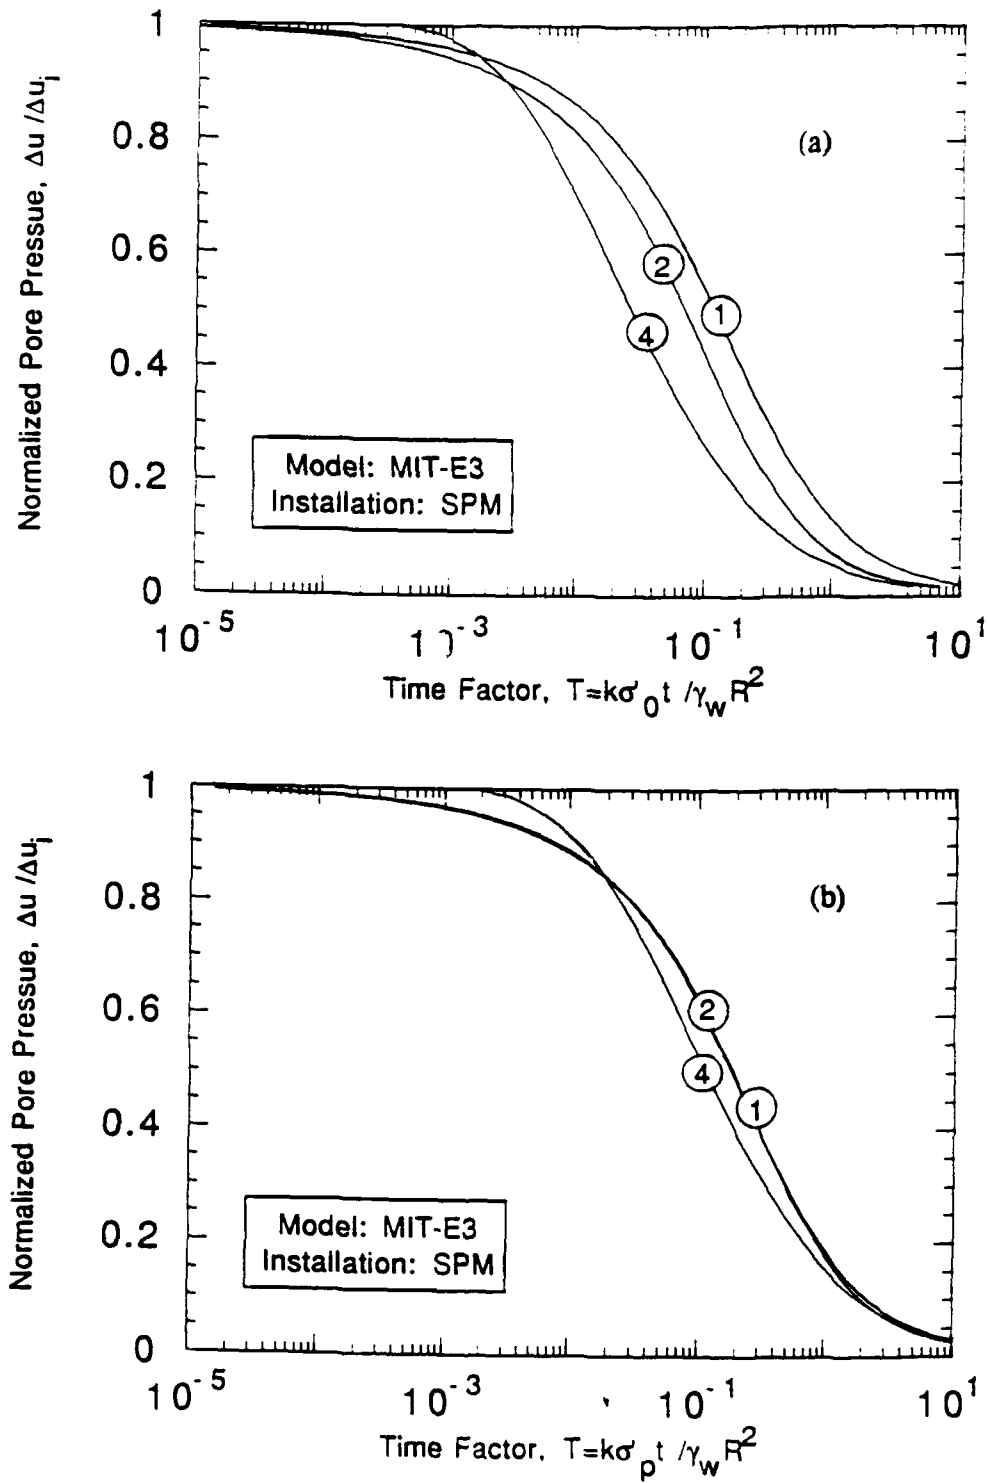 Normalized Pore Pressue, Δu /Δui
1
0.8
0.6
0.4
0.2
0
(a)
2
1
4
Model: MIT-E3
Installation: SPM
10-5
10-3
10-1
101
Time Factor, T=kσ'0t /γwR2
Normalized Pore Pressue, Δu /Δui
1
0.8
0.6
0.4
0.2
0
(b)
2
4
1
Model: MIT-E3
Installation: SPM
10-5
10-3
10-1
101
Time Factor, T=kσ'pt /γwR2